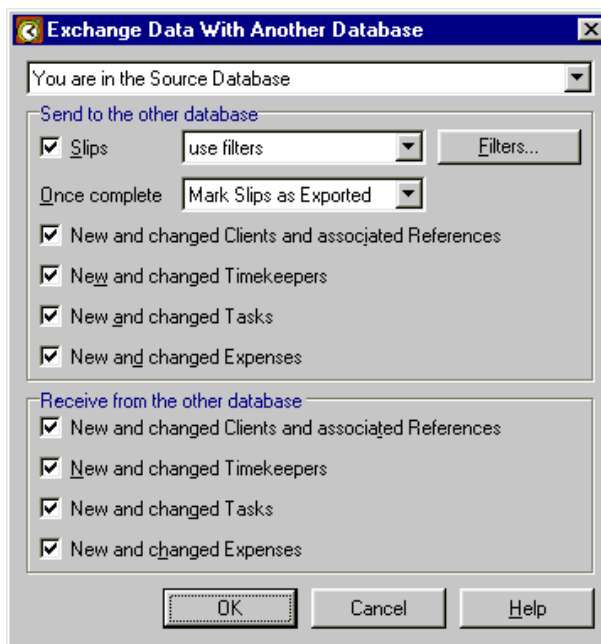 Exchange Data With Another Database
You are in the Source Database
Send to the other database
Slips use filters Filters...
Once complete Mark Slips as Exported
New and changed Clients and associated References
New and changed Timekeepers
New and changed Tasks
New and changed Expenses
Receive from the other database
New and changed Clients and associated References
New and changed Timekeepers
New and changed Tasks
New and changed Expenses
OK Cancel Help